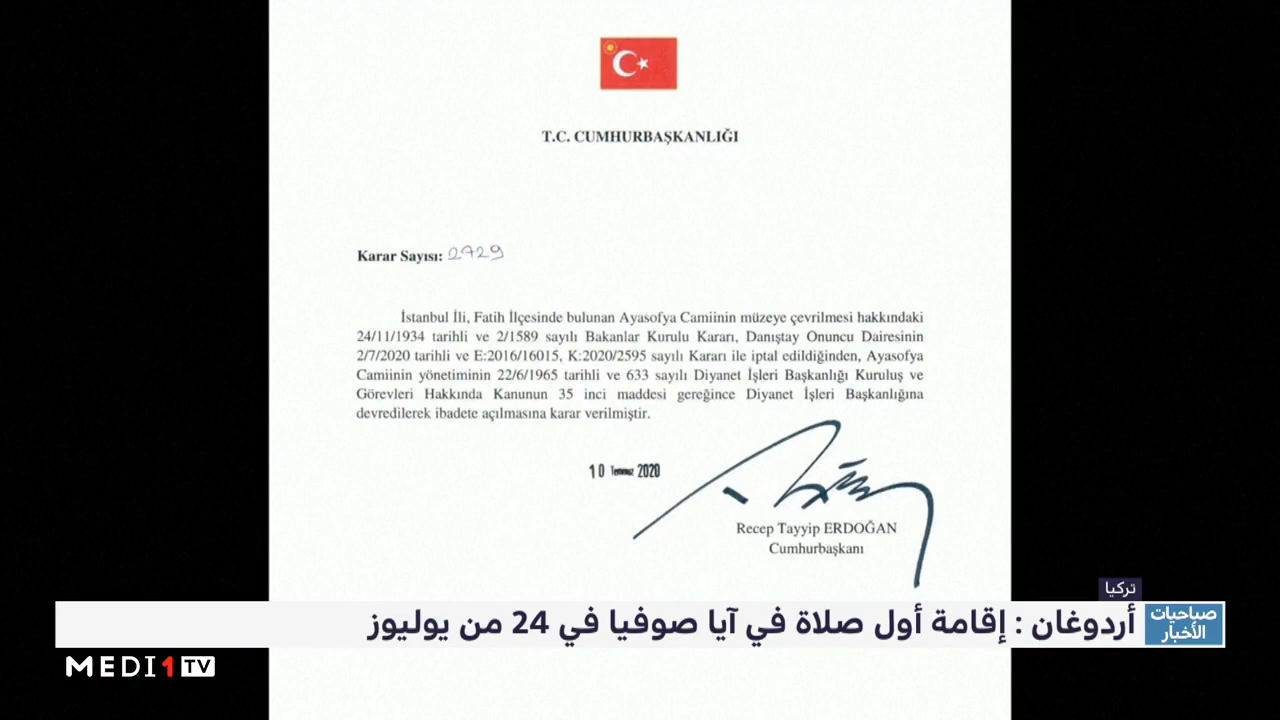 T.C. CUMHURBAŞKANLIĞI
Karar Sayısı: 2729
İstanbul İli, Fatih İlçesinde bulunan Ayasofya Camiinin müzeye çevrilmesi hakkındaki
24/11/1934 tarihli ve 2/1589 sayılı Bakanlar Kurulu Kararı, Danıştay Onuncu Dairesinin
2/7/2020 tarihli ve E:2016/16015, K:2020/2595 sayılı Kararı ile iptal edildiğinden, Ayasofya
Camiinin yönetiminin 22/6/1965 tarihli ve 633 sayılı Diyanet İşleri Başkanlığı Kuruluş ve
Görevleri Hakkında Kanunun 35 inci maddesi gereğince Diyanet İşleri Başkanlığına
devredilerek ibadete açılmasına karar verilmiştir.
10 Temmuz 2020
Recep Tayyip ERDOĞAN
Cumhurbaşkanı
تركيا
صباحيات
الأخبار
أردوغان : إقامة أول صلاة في آيا صوفيا في 24 من يوليوز
MEDI1 TV